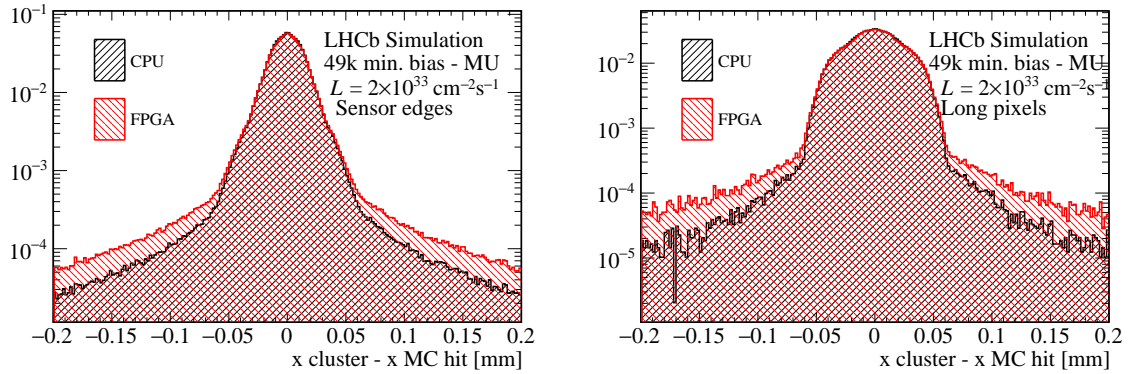 10⁻¹
10⁻²
10⁻³
10⁻⁴
CPU
FPGA
LHCb Simulation
49k min. bias - MU
L = 2×10³³ cm⁻²s⁻¹
Sensor edges
−0.2 −0.15 −0.1 −0.05 0 0.05 0.1 0.15 0.2
x cluster - x MC hit [mm]
10⁻²
10⁻³
10⁻⁴
10⁻⁵
CPU
FPGA
LHCb Simulation
49k min. bias - MU
L = 2×10³³ cm⁻²s⁻¹
Long pixels
−0.2 −0.15 −0.1 −0.05 0 0.05 0.1 0.15 0.2
x cluster - x MC hit [mm]